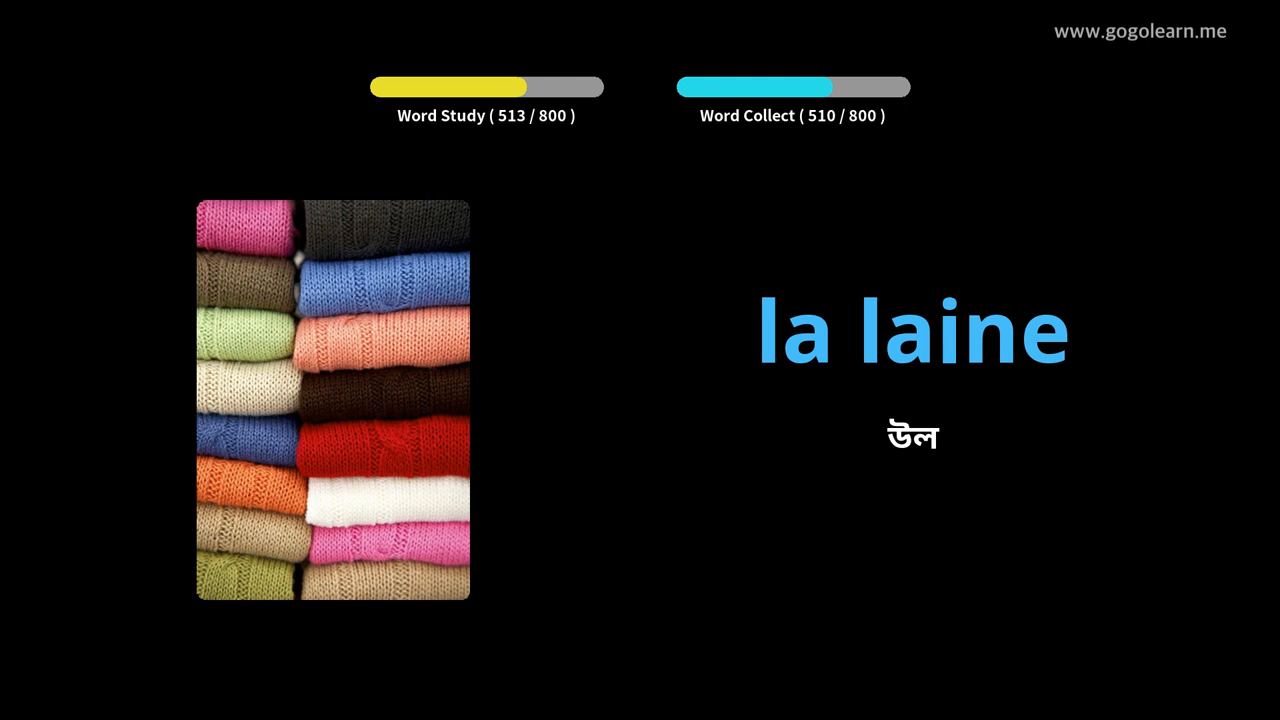 www.gogolearn.me
Word Study ( 513 / 800 )
Word Collect ( 510 / 800 )
la laine
উল